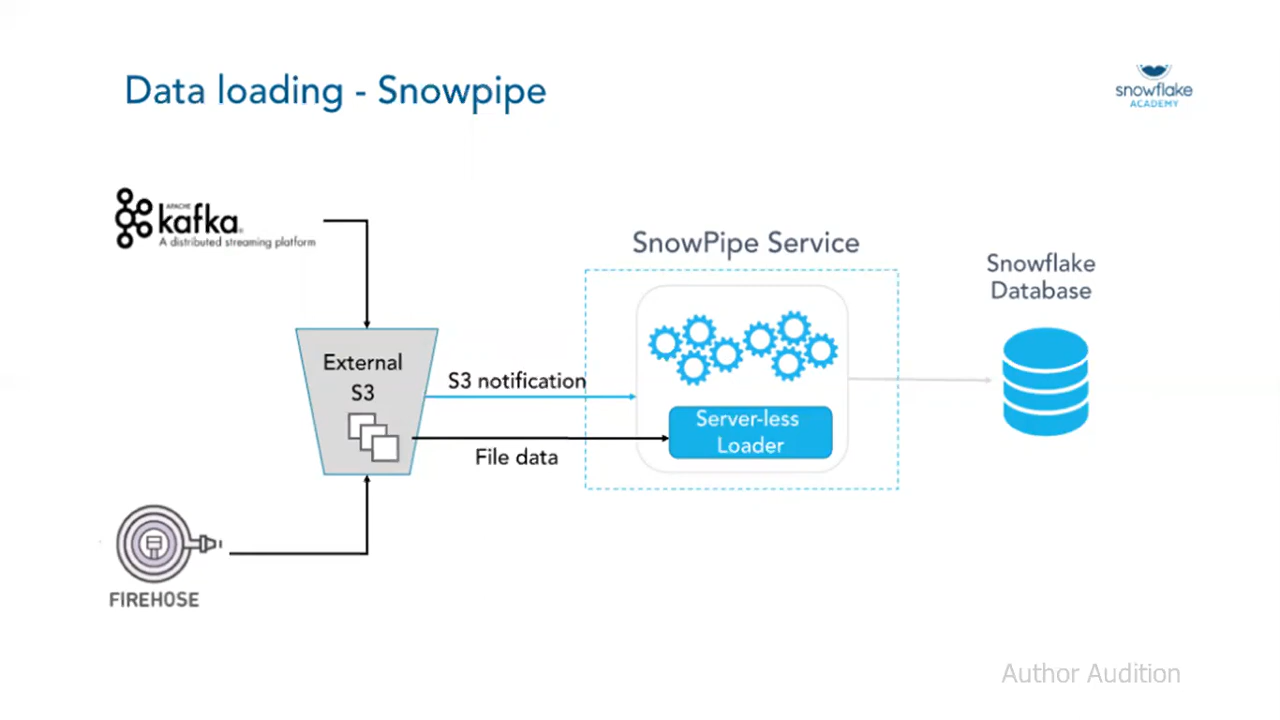 Data loading - Snowpipe
snowflake
ACADEMY
APACHE
kafka®
A distributed streaming platform
SnowPipe Service
Snowflake
Database
External
S3
S3 notification
Server-less
Loader
File data
FIREHOSE
Author Audition